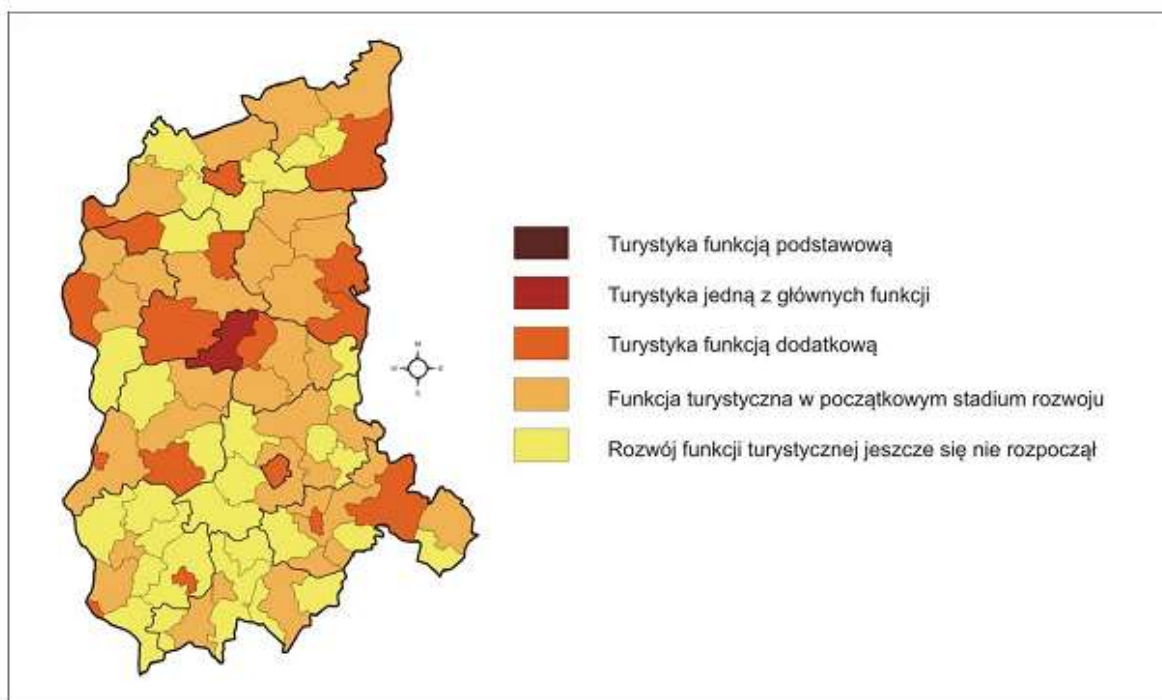 Turystyka funkcją podstawową
Turystyka jedną z głównych funkcji
Turystyka funkcją dodatkową
Funkcja turystyczna w początkowym stadium rozwoju
Rozwój funkcji turystycznej jeszcze się nie rozpoczął